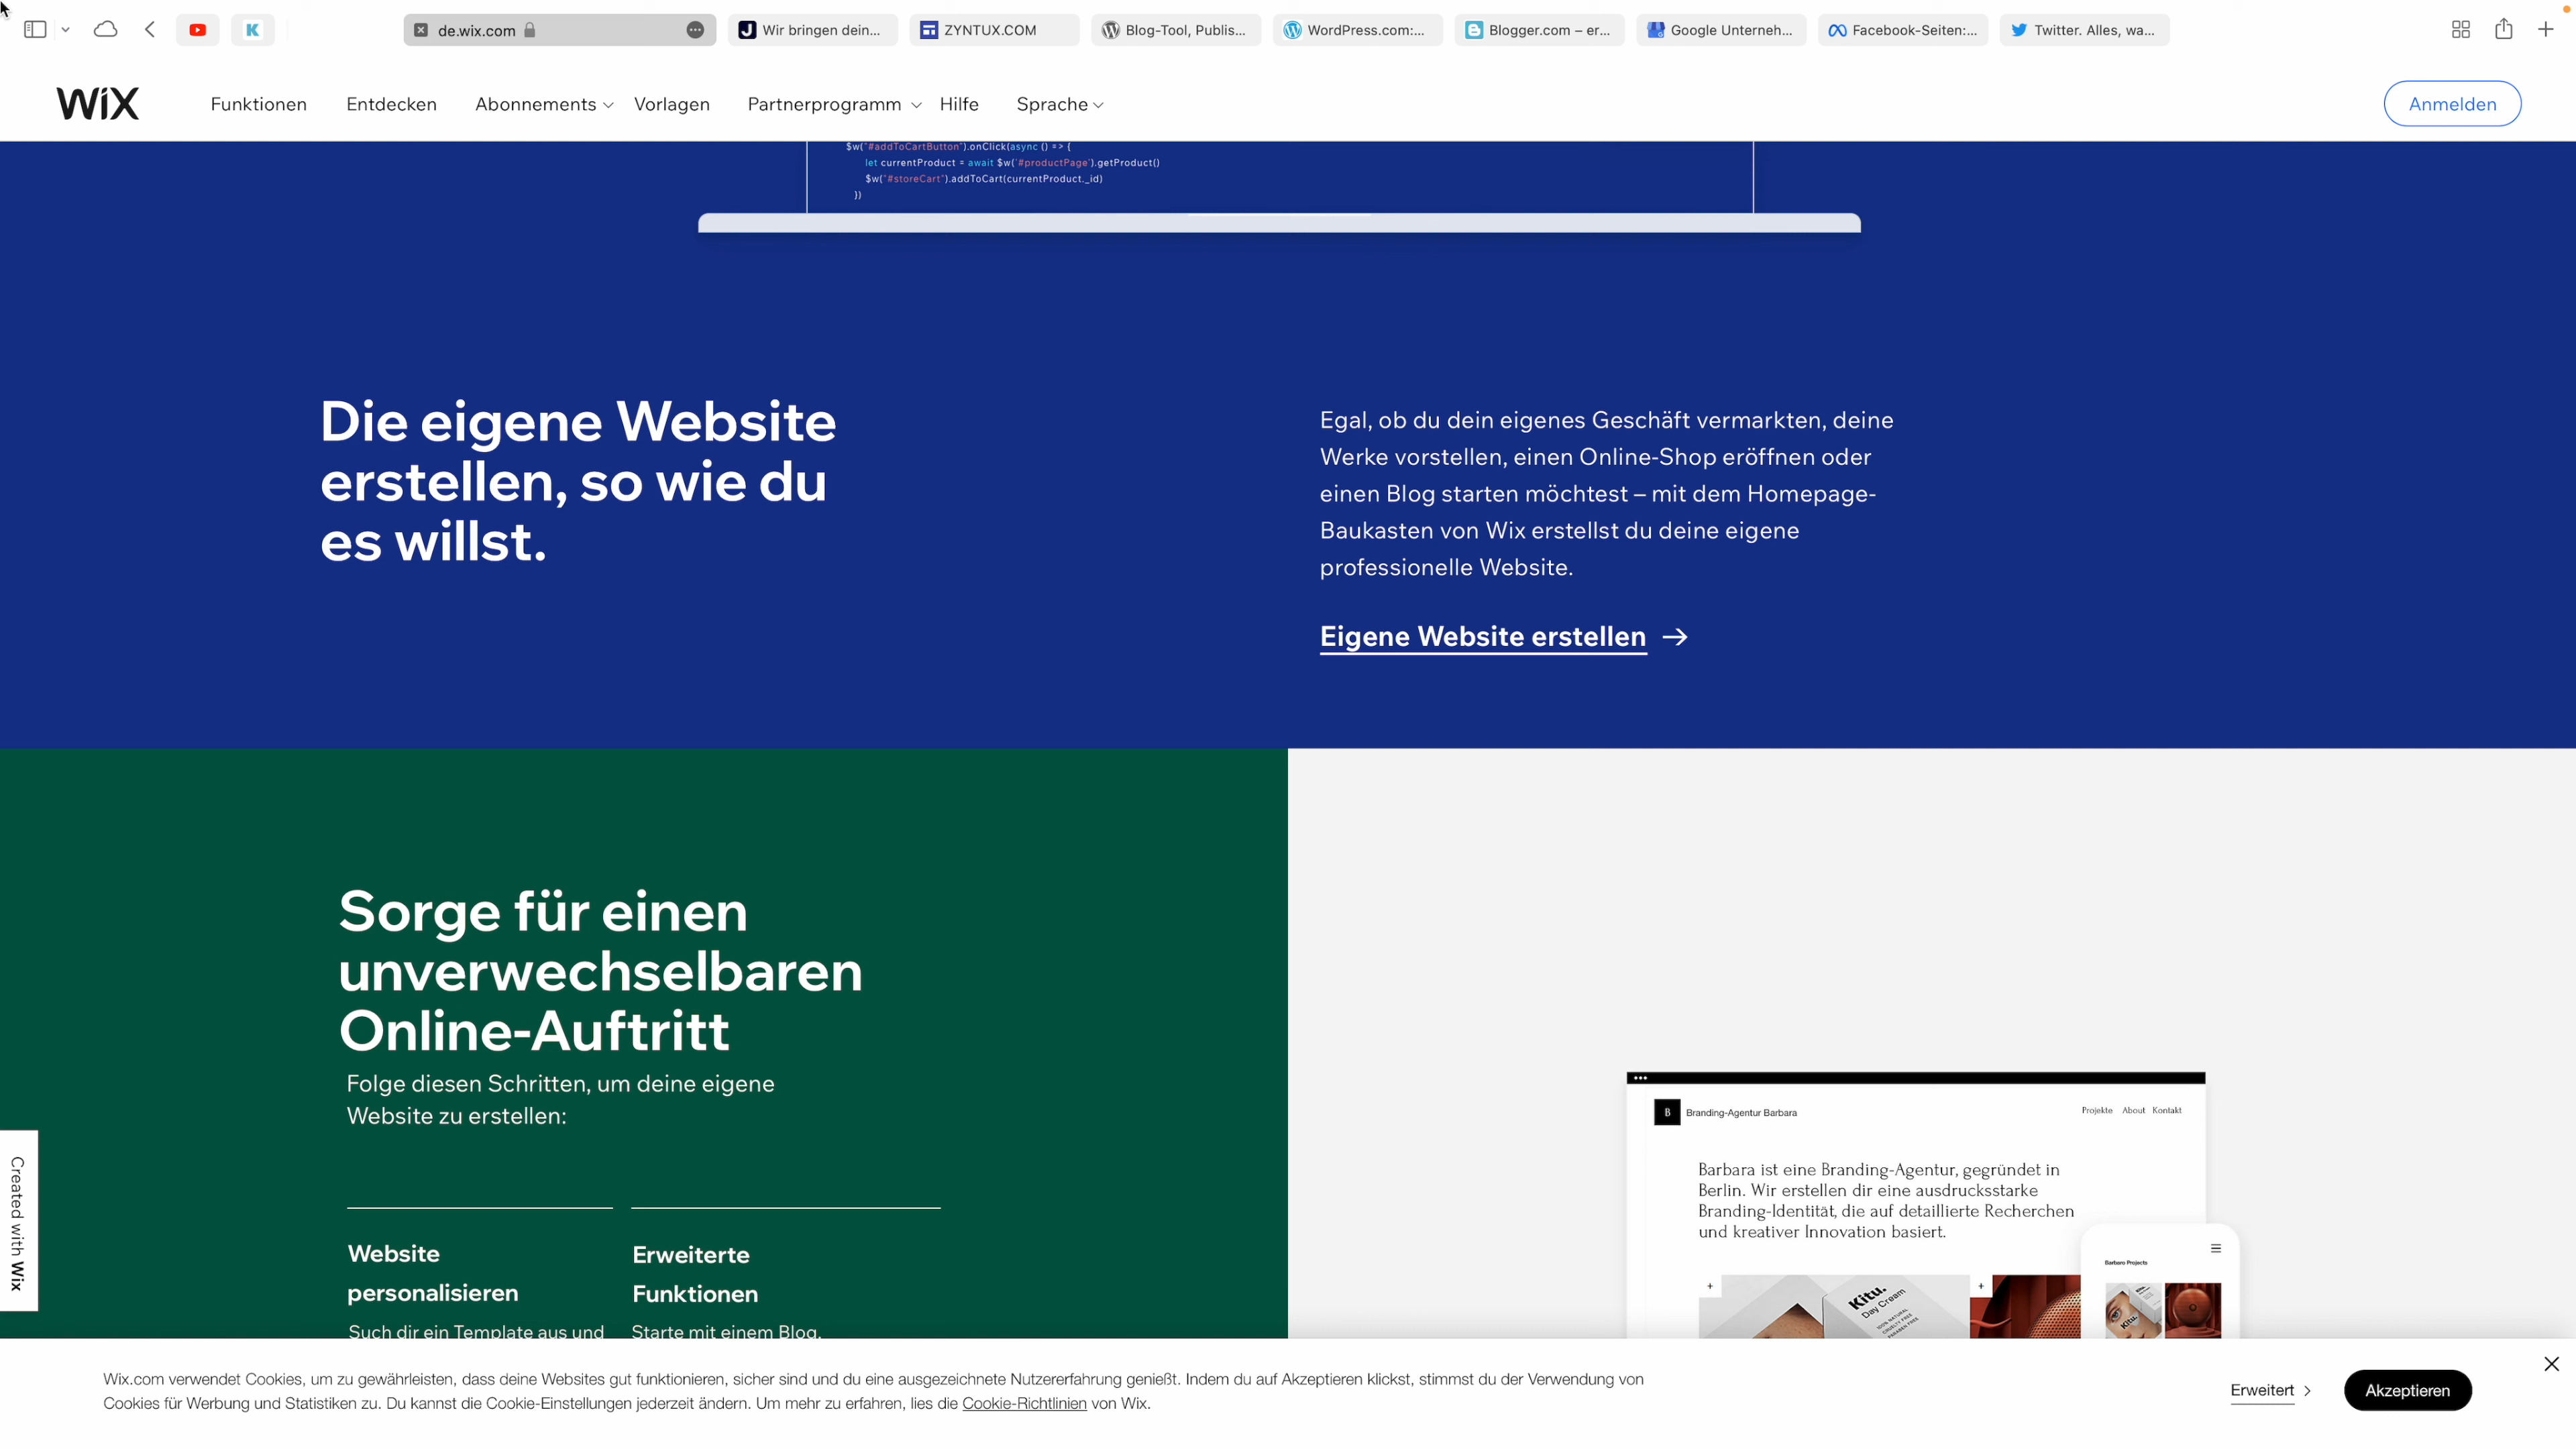 de.wix.com
Wir bringen dein...
ZYNTUX.COM
Blog-Tool, Publis...
WordPress.com:...
Blogger.com – er...
Google Unterneh...
Facebook-Seiten:...
Twitter. Alles, wa...
WiX
Funktionen
Entdecken
Abonnements
Vorlagen
Partnerprogramm
Hilfe
Sprache
Anmelden
$w("#addToCartButton").onClick(async () => {
let currentProduct = await $w("#productPage").getProduct()
$w("#storeCart").addToCart(currentProduct._id)
})
Die eigene Website
erstellen, so wie du
es willst.
Egal, ob du dein eigenes Geschäft vermarkten, deine
Werke vorstellen, einen Online-Shop eröffnen oder
einen Blog starten möchtest – mit dem Homepage-
Baukasten von Wix erstellst du deine eigene
professionelle Website.
Eigene Website erstellen →
Sorge für einen
unverwechselbaren
Online-Auftritt
Folge diesen Schritten, um deine eigene
Website zu erstellen:
Website
personalisieren
Such dir ein Template aus und
Erweiterte
Funktionen
Starte mit einem Blog,
Created with Wix
B Branding-Agentur Barbara
Projekte About Kontakt
Barbara ist eine Branding-Agentur, gegründet in
Berlin. Wir erstellen dir eine ausdrucksstarke
Branding-Identität, die auf detaillierte Recherchen
und kreativer Innovation basiert.
Kitu.
Day Cream
100% NATURAL
CRUELTY FREE
PARABEN FREE
Barbara Projects
Kitu.
Wix.com verwendet Cookies, um zu gewährleisten, dass deine Websites gut funktionieren, sicher sind und du eine ausgezeichnete Nutzererfahrung genießt. Indem du auf Akzeptieren klickst, stimmst du der Verwendung von
Cookies für Werbung und Statistiken zu. Du kannst die Cookie-Einstellungen jederzeit ändern. Um mehr zu erfahren, lies die Cookie-Richtlinien von Wix.
Erweitert >
Akzeptieren